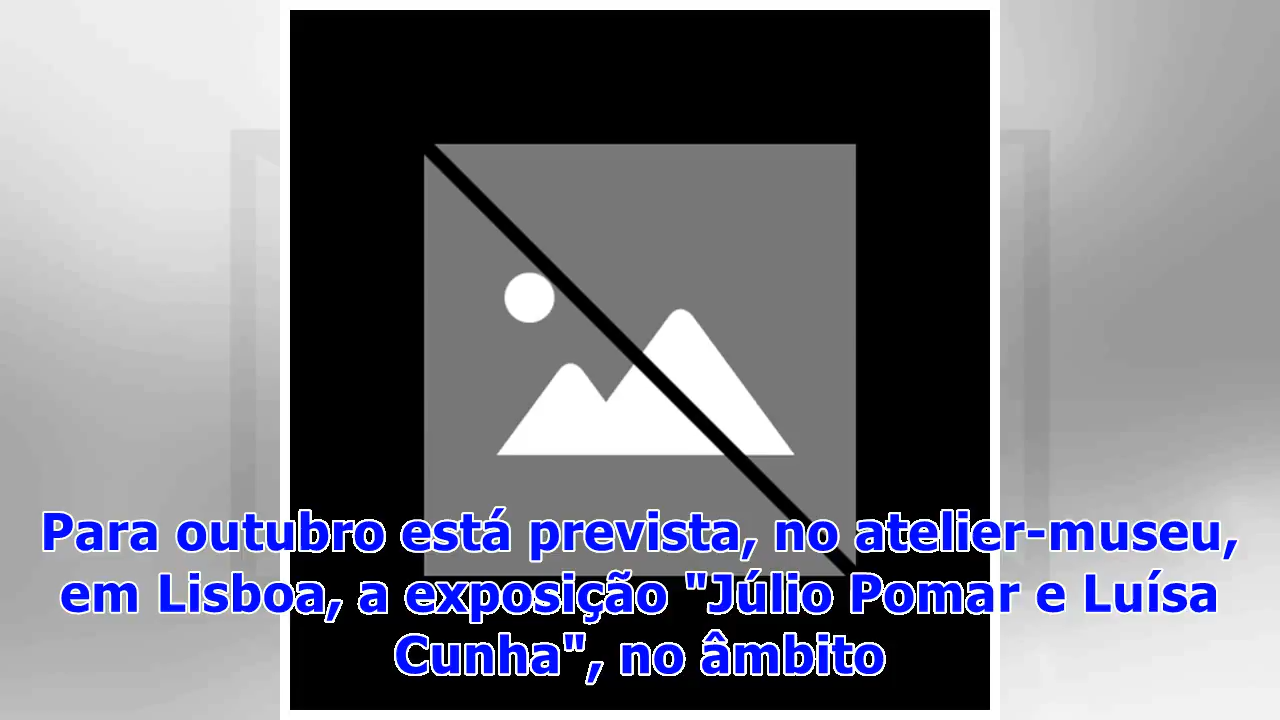 Para outubro está prevista, no atelier-museu,
em Lisboa, a exposição "Júlio Pomar e Luísa
Cunha", no âmbito